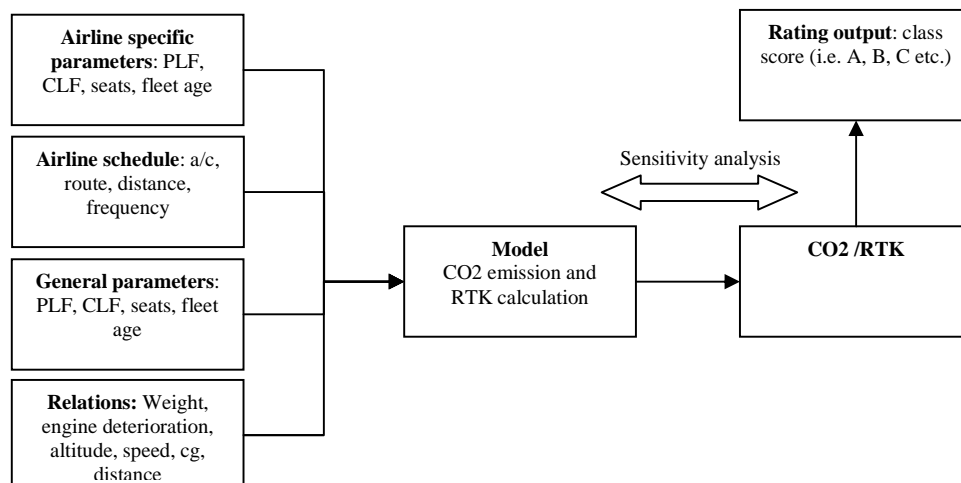 Airline specific
parameters: PLF,
CLF, seats, fleet age
Airline schedule: a/c,
route, distance,
frequency
General parameters:
PLF, CLF, seats, fleet
age
Relations: Weight,
engine deterioration,
altitude, speed, cg,
distance
Model
CO2 emission and
RTK calculation
Sensitivity analysis
CO2 /RTK
Rating output: class
score (i.e. A, B, C etc.)